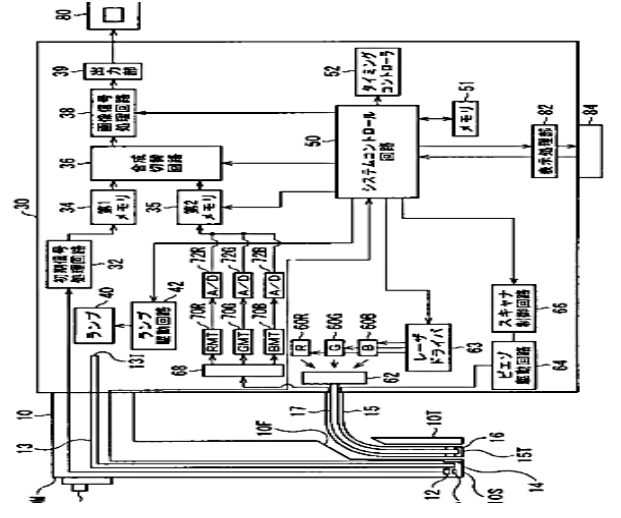 80
39
出力部
38
画像信号
処理回路
36
合成
切替
回路
30
34
第1
メモリ
35
第2
メモリ
初期信号
処理回路
32
52
タイミング
コントローラ
50
システムコントロール
回路
メモリ
51
82
表示処理部
84
40
ランプ
42
ランプ
駆動回路
13I
72R
A/D
72G
A/D
72B
A/D
70R
RMT
70G
GMT
70B
BMT
68
60R
R
60G
G
60B
B
62
レーザ
ドライバ
63
スキャナ
制御回路
66
ピエゾ
駆動回路
64
10
13
10F
17
15
10T
16
15T
14
12
10S